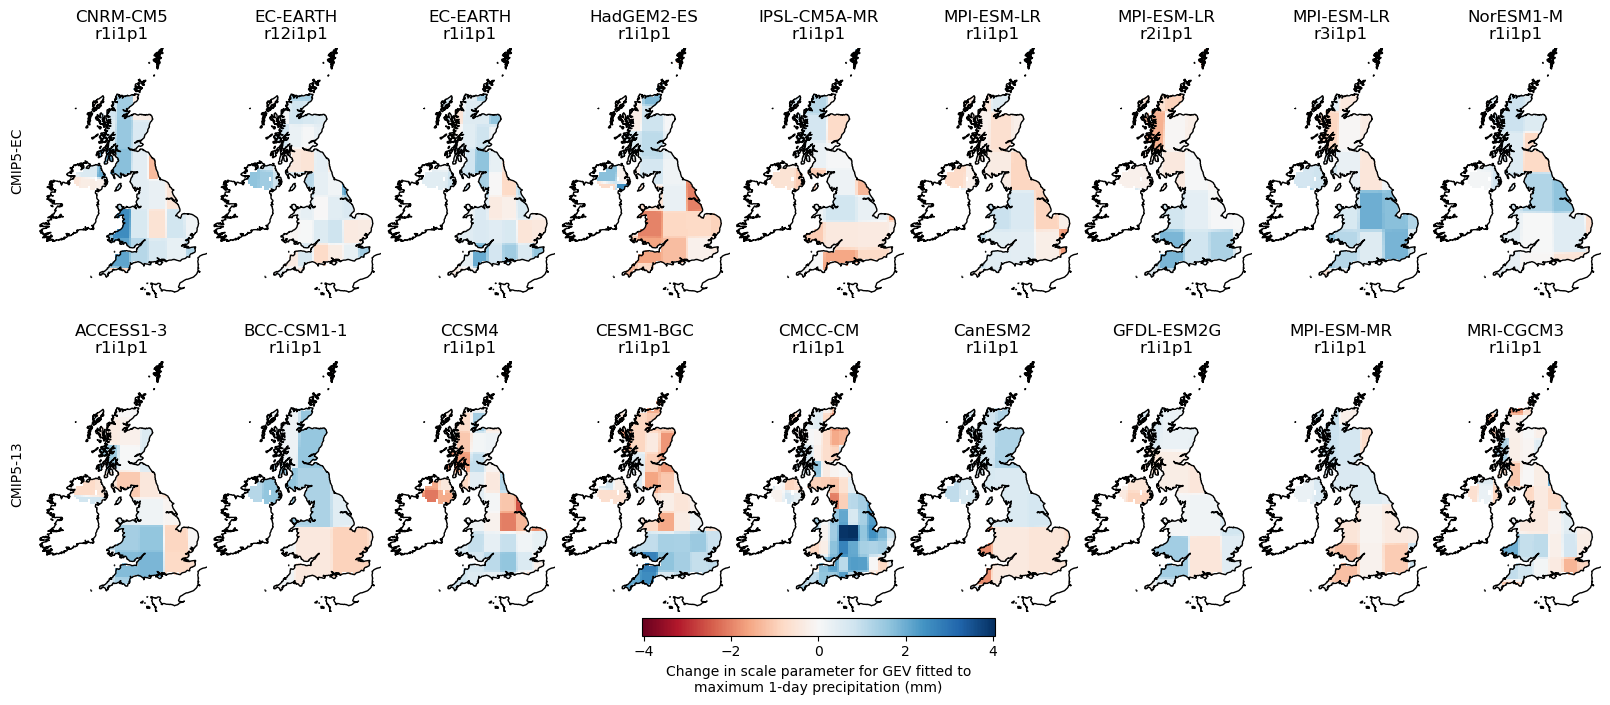 CNRM-CM5 EC-EARTH EC-EARTH HadGEM2-ES IPSL-CM5A-MR MPI-ESM-LR MPI-ESM-LR MPI-ESM-LR NorESM1-M
r1i1p1 r12i1p1 r1i1p1 r1i1p1 r1i1p1 r1i1p1 r2i1p1 r3i1p1 r1i1p1
CMIP5-EC
ACCESS1-3 BCC-CSM1-1 CCSM4 CESM1-BGC CMCC-CM CanESM2 GFDL-ESM2G MPI-ESM-MR MRI-CGCM3
r1i1p1 r1i1p1 r1i1p1 r1i1p1 r1i1p1 r1i1p1 r1i1p1 r1i1p1 r1i1p1
CMIP5-13
−4 −2 0 2 4
Change in scale parameter for GEV fitted to
maximum 1-day precipitation (mm)